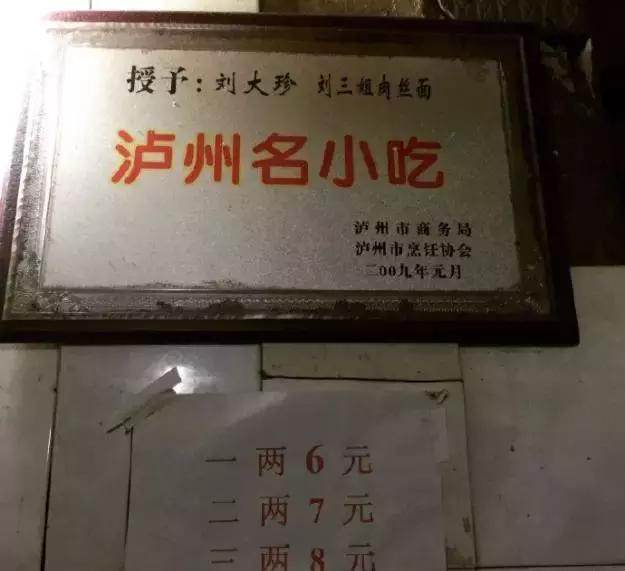 授予：刘大珍 刘三姐肉丝面
泸州名小吃
泸州市商务局
泸州市烹饪协会
二00九年元月
一两6元
二两7元
三两8元